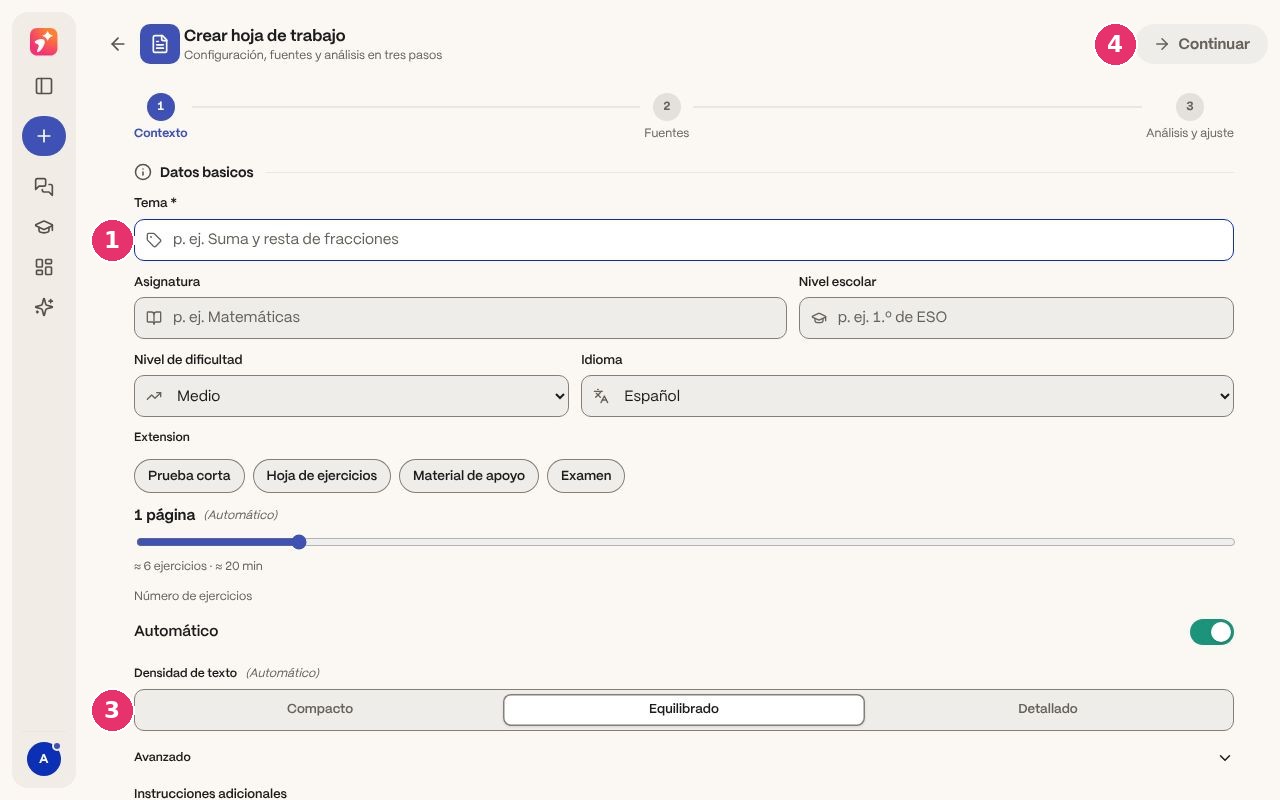 Crear hoja de trabajo
Configuración, fuentes y análisis en tres pasos
4
Continuar
1
2
3
Contexto
Fuentes
Análisis y ajuste
Datos basicos
Tema *
1
p. ej. Suma y resta de fracciones
Asignatura
Nivel escolar
p. ej. Matemáticas
p. ej. 1.º de ESO
Nivel de dificultad
Idioma
Medio
Español
Extension
Prueba corta
Hoja de ejercicios
Material de apoyo
Examen
1 página (Automático)
≈ 6 ejercicios · ≈ 20 min
Número de ejercicios
Automático
Densidad de texto (Automático)
3
Compacto
Equilibrado
Detallado
Avanzado
A
Instrucciones adicionales